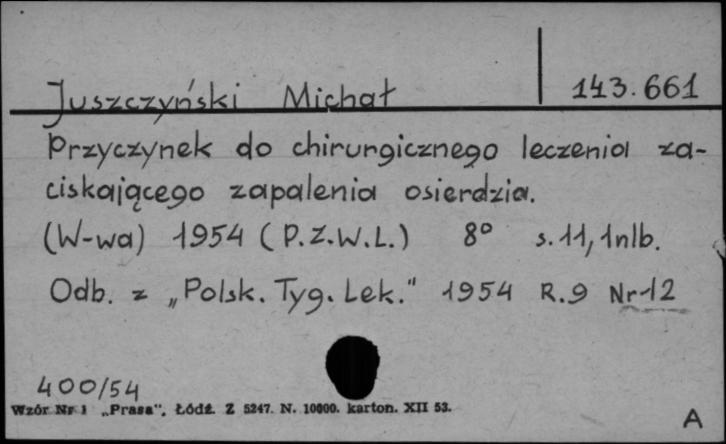 Juszczyński Michał 143.661
Przyczynek do chirurgicznego leczenia za-
ciskającego zapalenia osierdzia.
(W-wa) 1954 (P.Z.W.L.) 8° s.11, 1nlb.
Odb. z „Polsk. Tyg. Lek." 1954 R.9 Nr 12
400/54
Wzór Nr 1 „Prasa", Łódź. Z 5247. N. 10000. karton. XII 53.
A